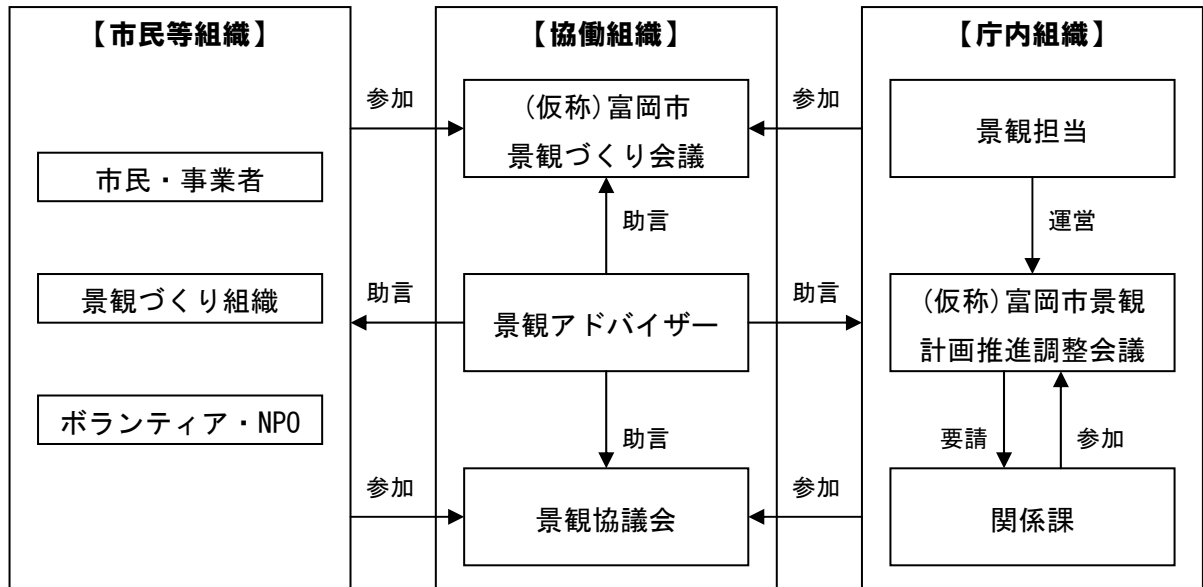 【市民等組織】
市民・事業者
景観づくり組織
ボランティア・NPO
参加
助言
参加
【協働組織】
(仮称)富岡市
景観づくり会議
助言
景観アドバイザー
助言
景観協議会
参加
助言
参加
【庁内組織】
景観担当
運営
(仮称)富岡市景観
計画推進調整会議
要請
参加
関係課